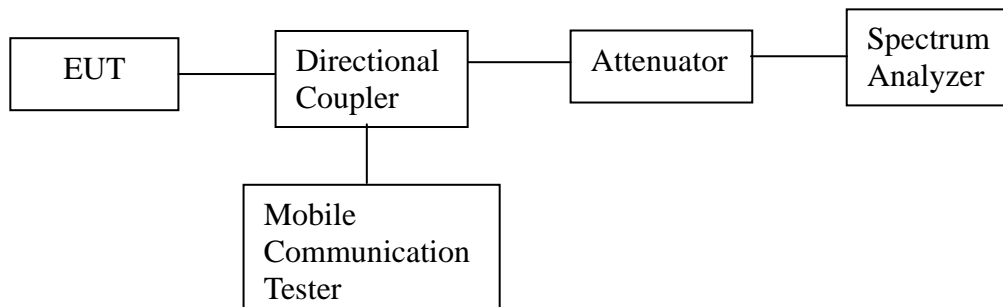 EUT
Directional
Coupler
Attenuator
Spectrum
Analyzer
Mobile
Communication
Tester